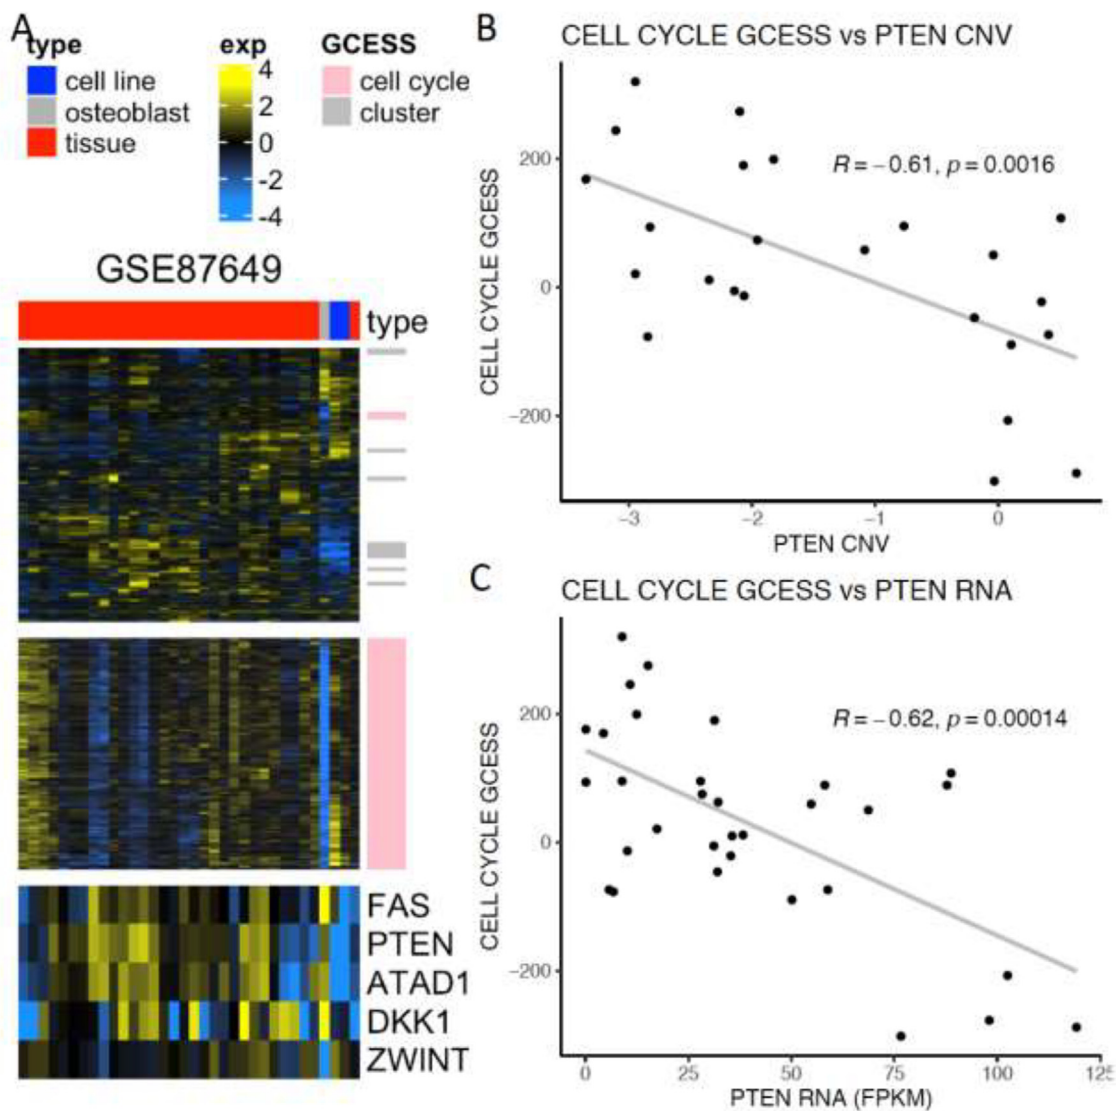 A
type
cell line
osteoblast
tissue
exp
4
2
0
-2
-4
GCESS
cell cycle
cluster
GSE87649
type
FAS
PTEN
ATAD1
DKK1
ZWINT
B
CELL CYCLE GCESS vs PTEN CNV
R = −0.61, p = 0.0016
CELL CYCLE GCESS
200
0
−200
−3
−2
−1
0
PTEN CNV
C
CELL CYCLE GCESS vs PTEN RNA
R = −0.62, p = 0.00014
CELL CYCLE GCESS
200
0
−200
0
25
50
75
100
125
PTEN RNA (FPKM)